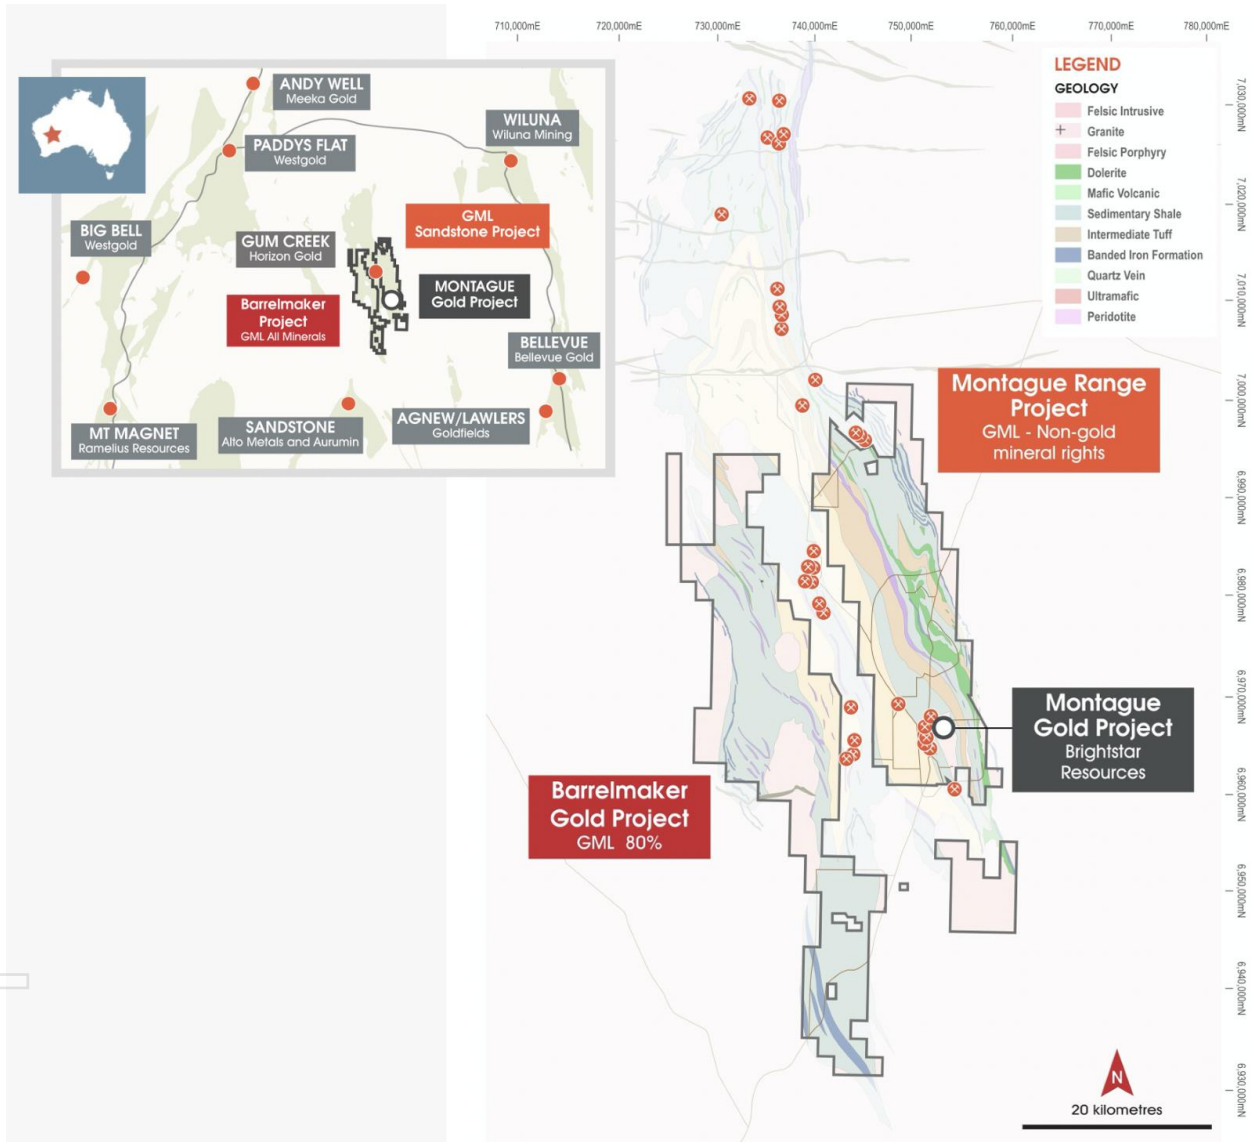 710,000mE
720,000mE
730,000mE
740,000mE
750,000mE
760,000mE
770,000mE
780,000mE
ANDY WELL
Meeka Gold
PADDYS FLAT
Westgold
WILUNA
Wiluna Mining
BIG BELL
Westgold
GML
Sandstone Project
GUM CREEK
Horizon Gold
MONTAGUE
Gold Project
Barrelmaker
Project
GML All Minerals
BELLEVUE
Bellevue Gold
MT MAGNET
Ramelius Resources
SANDSTONE
Alto Metals and Aurumin
AGNEW/LAWLERS
Goldfields
LEGEND
GEOLOGY
Felsic Intrusive
Granite
Felsic Porphyry
Dolerite
Mafic Volcanic
Sedimentary Shale
Intermediate Tuff
Banded Iron Formation
Quartz Vein
Ultramafic
Peridotite
7,030,000mN
7,020,000mN
7,010,000mN
7,000,000mN
6,990,000mN
6,980,000mN
6,970,000mN
6,960,000mN
6,950,000mN
6,940,000mN
6,930,000mN
Montague Range
Project
GML - Non-gold
mineral rights
Montague
Gold Project
Brightstar
Resources
Barrelmaker
Gold Project
GML 80%
N
20 kilometres